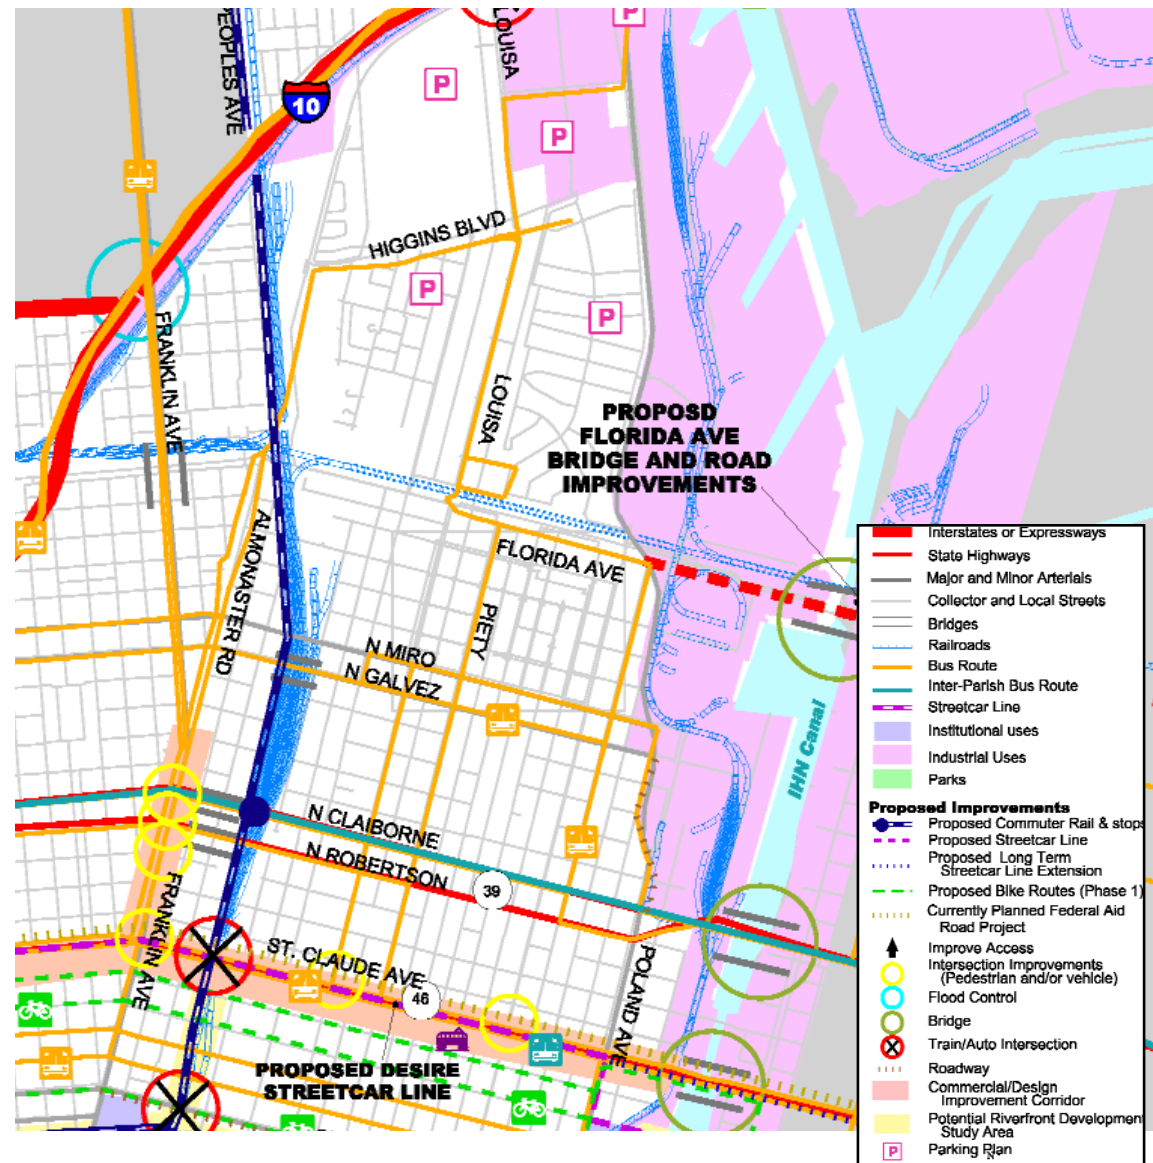 PEOPLES AVE
LOUISA
P
P
P
10
HIGGINS BLVD
P
P
FRANKLIN AVE
LOUISA
PROPOSD
FLORIDA AVE
BRIDGE AND ROAD
IMPROVEMENTS
ALMONASTER RD
FLORIDA AVE
PIETY
N MIRO
N GALVEZ
IHN Canal
N CLAIBORNE
N ROBERTSON
39
FRANKLIN AVE
ST. CLAUDE AVE
46
POLAND AVE
PROPOSED DESIRE
STREETCAR LINE
Interstates or Expressways
State Highways
Major and Minor Arterials
Collector and Local Streets
Bridges
Railroads
Bus Route
Inter-Parish Bus Route
Streetcar Line
Institutional uses
Industrial Uses
Parks
Proposed Improvements
Proposed Commuter Rail & stops
Proposed Streetcar Line
Proposed Long Term
Streetcar Line Extension
Proposed Bike Routes (Phase 1)
Currently Planned Federal Aid
Road Project
Improve Access
Intersection Improvements
(Pedestrian and/or vehicle)
Flood Control
Bridge
Train/Auto Intersection
Roadway
Commercial/Design
Improvement Corridor
Potential Riverfront Development
Study Area
P Parking Plan
N